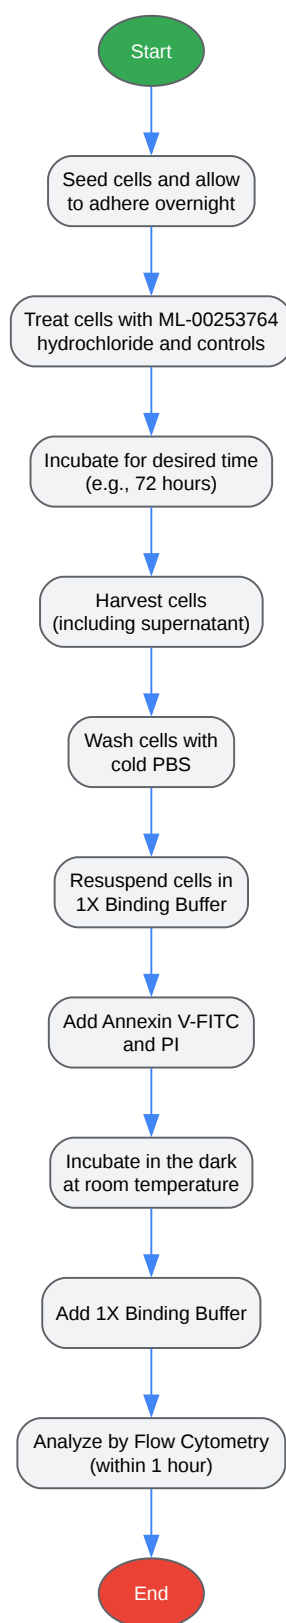 Start
Seed cells and allow
to adhere overnight
Treat cells with ML-00253764
hydrochloride and controls
Incubate for desired time
(e.g., 72 hours)
Harvest cells
(including supernatant)
Wash cells with
cold PBS
Resuspend cells in
1X Binding Buffer
Add Annexin V-FITC
and PI
Incubate in the dark
at room temperature
Add 1X Binding Buffer
Analyze by Flow Cytometry
(within 1 hour)
End